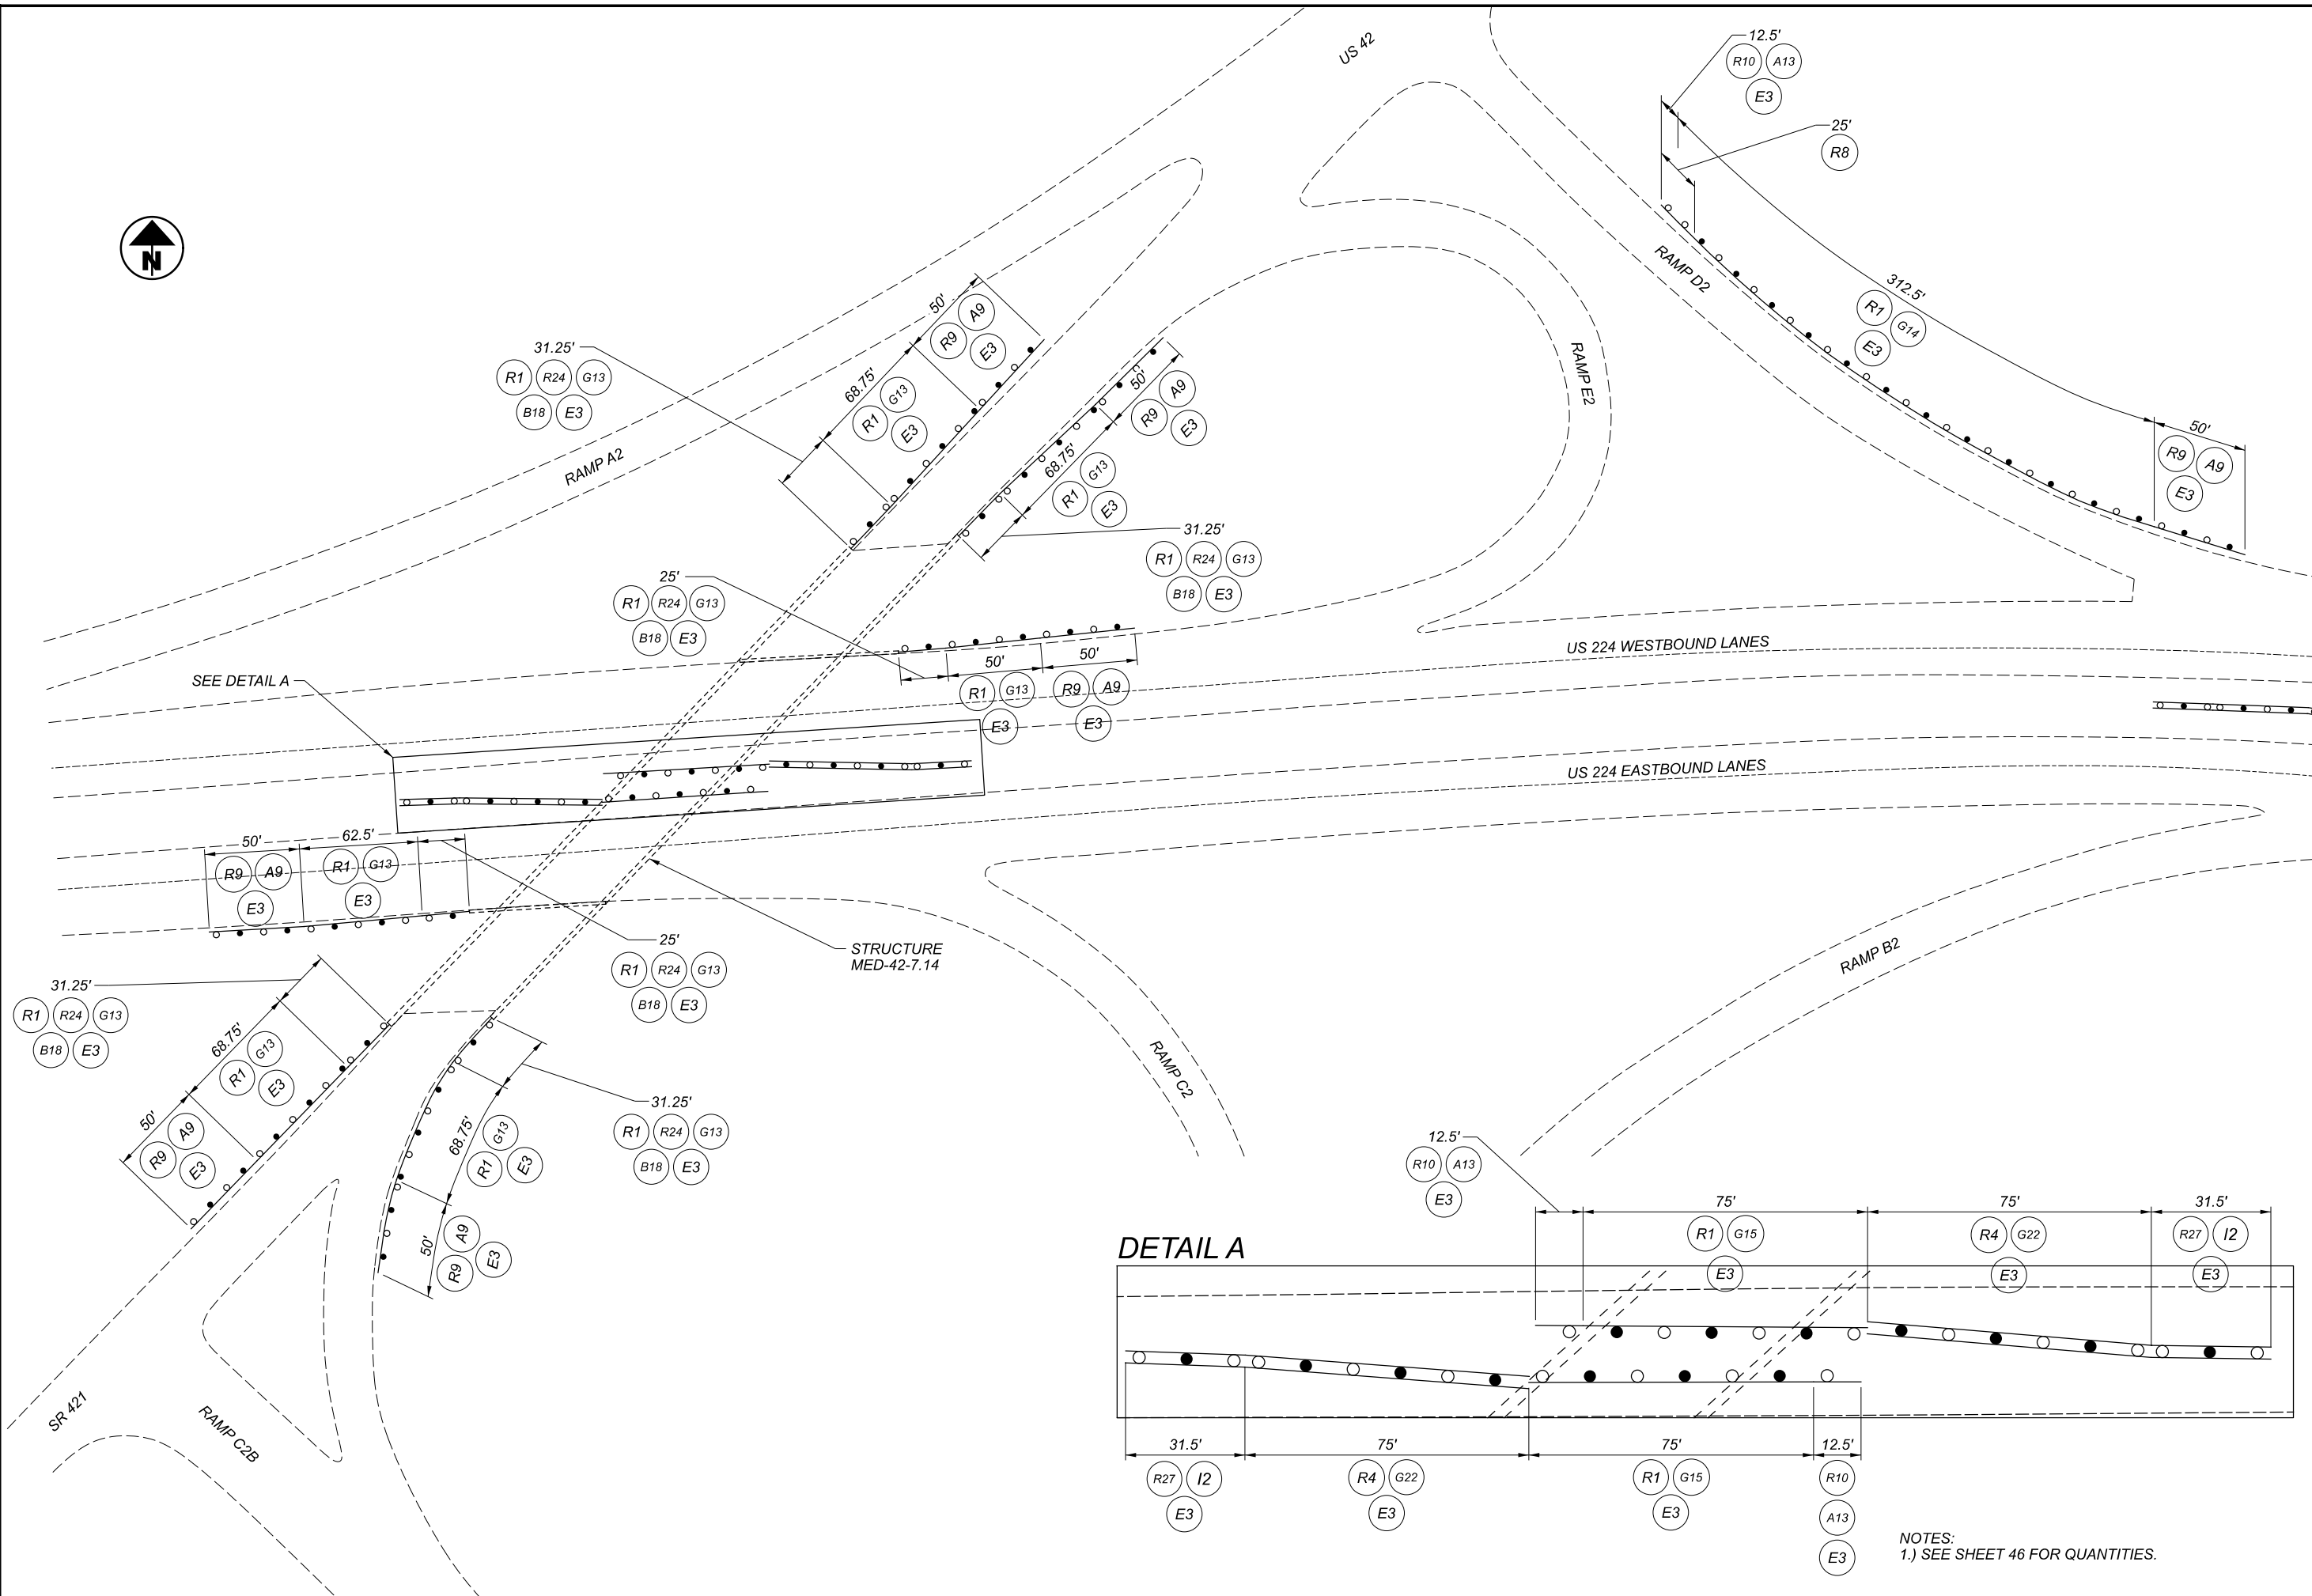 US 42
12.5'
R10 A13
E3
25'
R8
N
RAMP D2
312.5'
R1 G14
E3
50'
R9 A9
E3
50'
R9 A9
E3
31.25'
R1 R24 G13
B18 E3
68.75'
R1 G13
E3
RAMP E2
50'
R9 A9
E3
68.75'
R1 G13
E3
RAMP A2
31.25'
R1 R24 G13
B18 E3
25'
R1 R24 G13
B18 E3
50'
R1 G13
E3
50'
R9 A9
E3
US 224 WESTBOUND LANES
SEE DETAIL A
US 224 EASTBOUND LANES
50'
R9 A9
E3
62.5'
R1 G13
E3
25'
R1 R24 G13
B18 E3
STRUCTURE
MED-42-7.14
RAMP B2
31.25'
R1 R24 G13
B18 E3
68.75'
R1 G13
E3
50'
R9 A9
E3
RAMP C2
31.25'
R1 R24 G13
B18 E3
68.75'
R1 G13
E3
50'
R9 A9
E3
SR 421
RAMP C2B
DETAIL A
12.5'
R10 A13
E3
75'
R1 G15
E3
75'
R4 G22
E3
31.5'
R27 I2
E3
31.5'
R27 I2
E3
75'
R4 G22
E3
75'
R1 G15
E3
12.5'
R10
A13
E3
NOTES:
1.) SEE SHEET 46 FOR QUANTITIES.